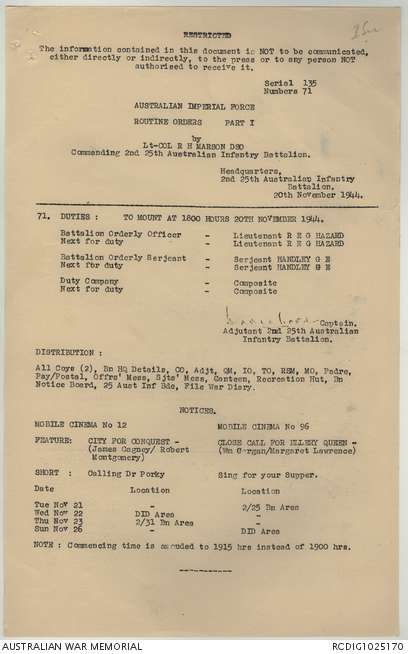 RESTRICTED
The information contained in this document is NOT to be communicated,
either directly or indirectly, to the press or to any person NOT
authorised to receive it.
Serial 135
Numbers 71
AUSTRALIAN IMPERIAL FORCE
ROUTINE ORDERS PART I
by
Lt-COL R H MARSON DSO
Commanding 2nd 25th Australian Infantry Battalion.
Headquarters,
2nd 25th Australian Infantry
Battalion.
20th November 1944.
71. DUTIES : TO MOUNT AT 1800 HOURS 20TH NOVEMBER 1944.
Battalion Orderly Officer - Lieutenant R E G HAZARD
Next for duty - Lieutenant R E G HAZARD
Battalion Orderly Serjeant - Serjeant HANDLEY G E
Next for duty - Serjeant HANDLEY G E
Duty Company - Composite
Next for duty - Composite
Captain.
Adjutant 2nd 25th Australian
Infantry Battalion.
DISTRIBUTION :
All Coys (2), Bn HQ Details, CO, Adjt, QM, IO, TO, RSM, MO, Padre,
Pay/Postal, Offrs' Mess, Sjts' Mess, Canteen, Recreation Hut, Bn
Notice Board, 25 Aust Inf Bde, File War Diary.
NOTICES.
MOBILE CINEMA No 12 MOBILE CINEMA No 96
FEATURE: CITY FOR CONQUEST - CLOSE CALL FOR ELLERY QUEEN -
(James Cagney/ Robert (Wm Gargan/Margaret Lawrence)
Montgomery)
SHORT : Calling Dr Porky Sing for your Supper.
Date Location Location
Tue Nov 21 - 2/25 Bn Area
Wed Nov 22 DID Area -
Thu Nov 23 2/31 Bn Area -
Sun Nov 26 - DID Area
NOTE : Commencing time is amended to 1915 hrs instead of 1900 hrs.
AUSTRALIAN WAR MEMORIAL RCDIG1025170